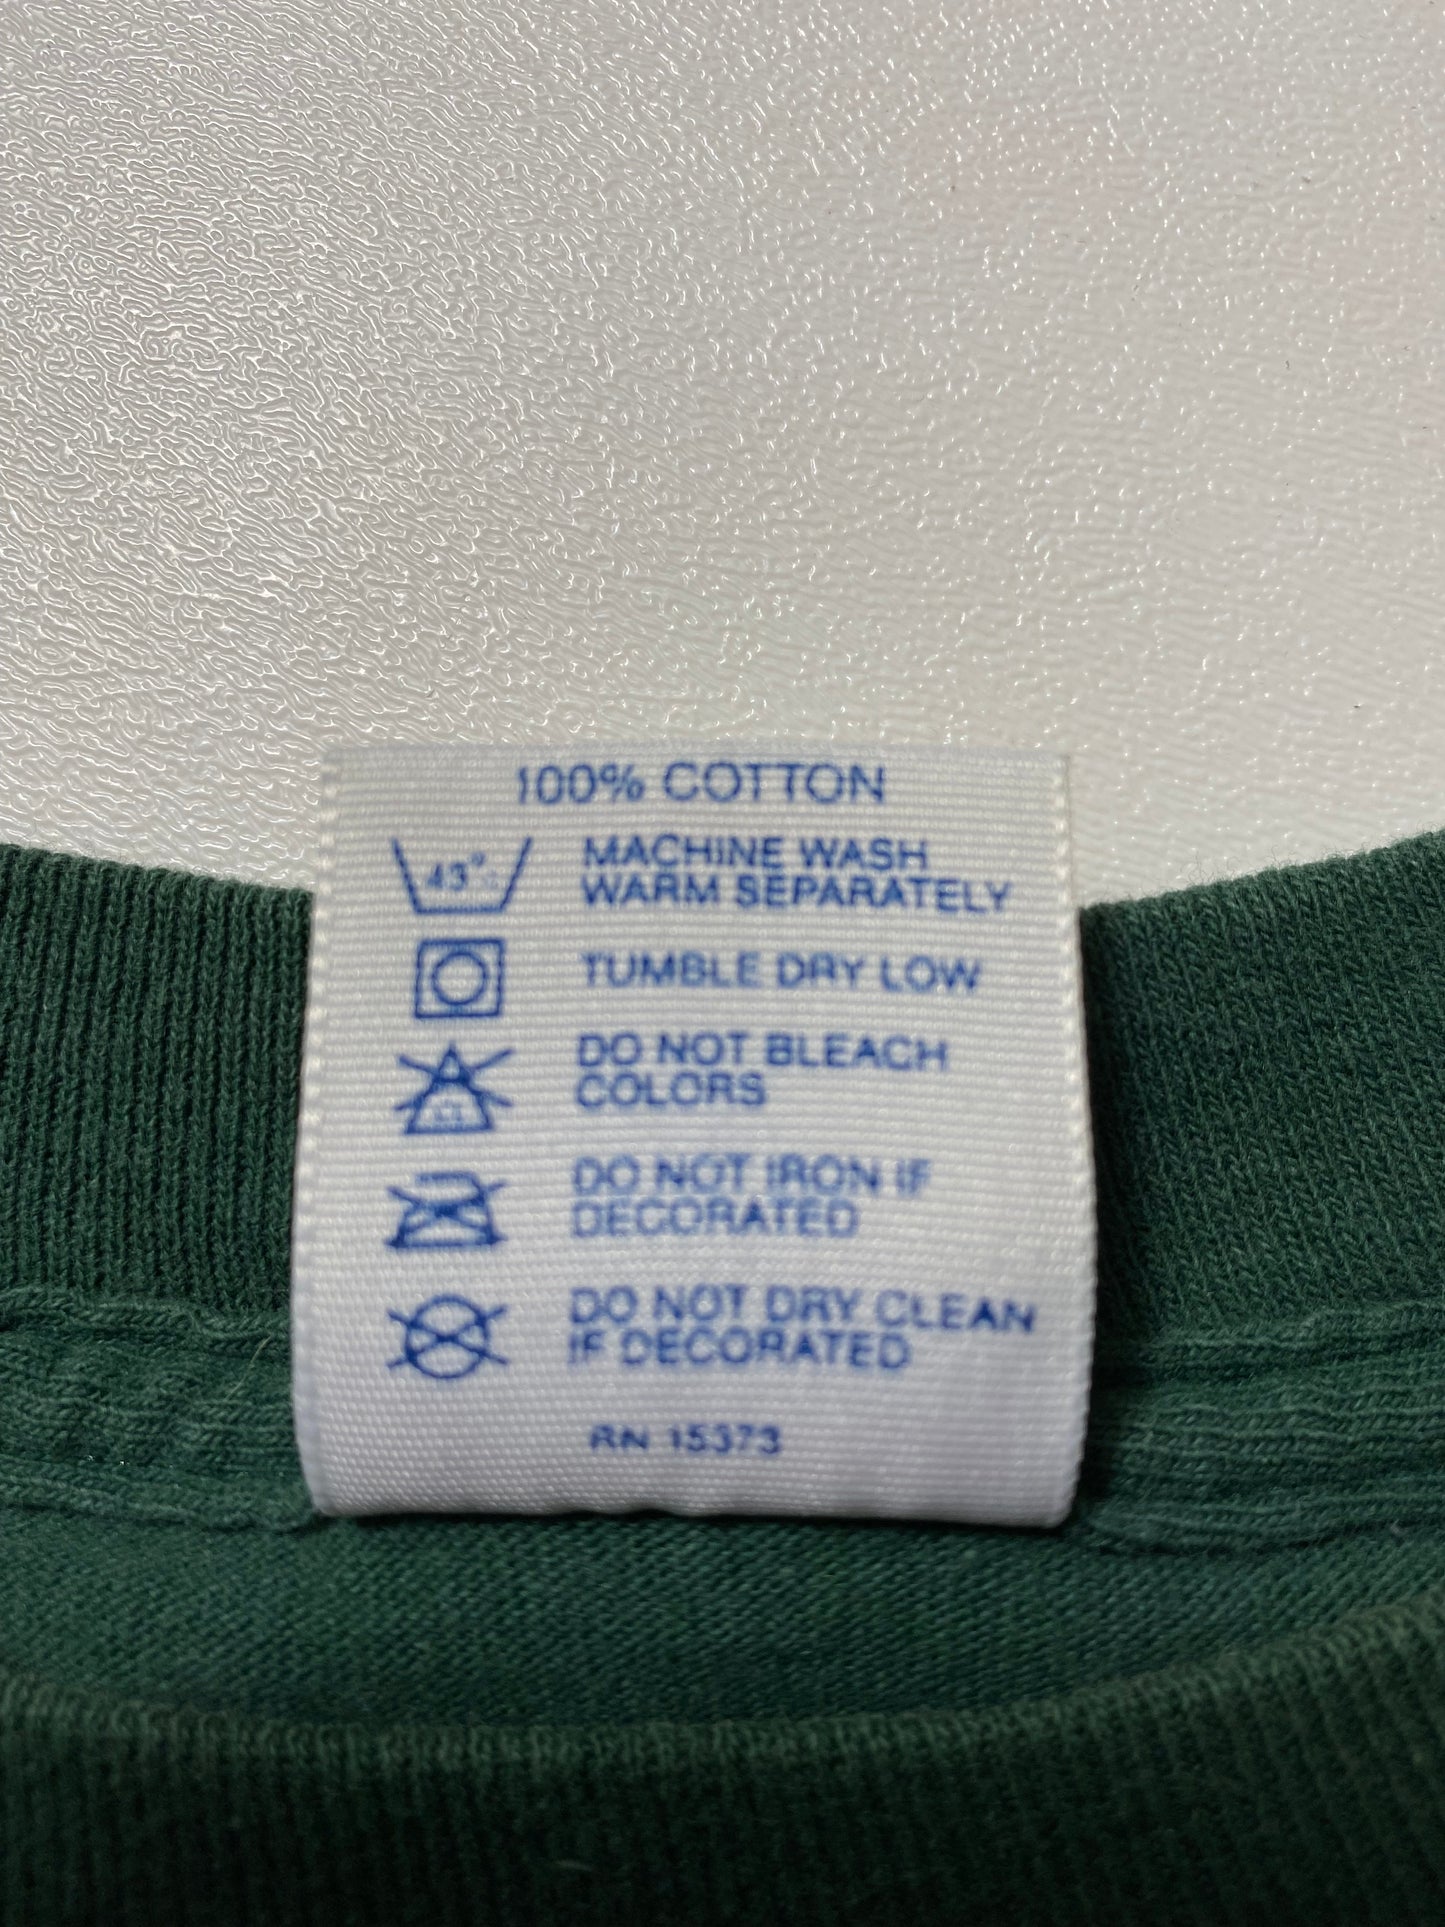 100% COTTON
MACHINE WASH
WARM SEPARATELY
TUMBLE DRY LOW
DO NOT BLEACH
COLORS
DO NOT IRON IF
DECORATED
DO NOT DRY CLEAN
IF DECORATED
RN 15373